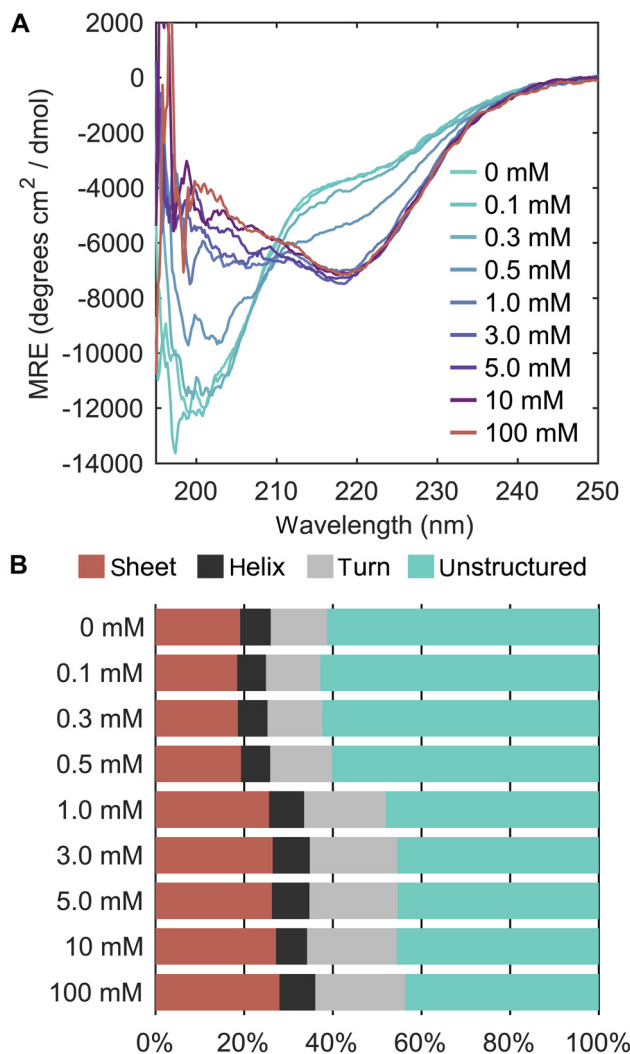 A
2000
0
-2000
-4000
-6000
-8000
-10000
-12000
-14000
MRE (degrees cm² / dmol)
0 mM
0.1 mM
0.3 mM
0.5 mM
1.0 mM
3.0 mM
5.0 mM
10 mM
100 mM
200 210 220 230 240 250
Wavelength (nm)
B
Sheet Helix Turn Unstructured
0 mM
0.1 mM
0.3 mM
0.5 mM
1.0 mM
3.0 mM
5.0 mM
10 mM
100 mM
0% 20% 40% 60% 80% 100%